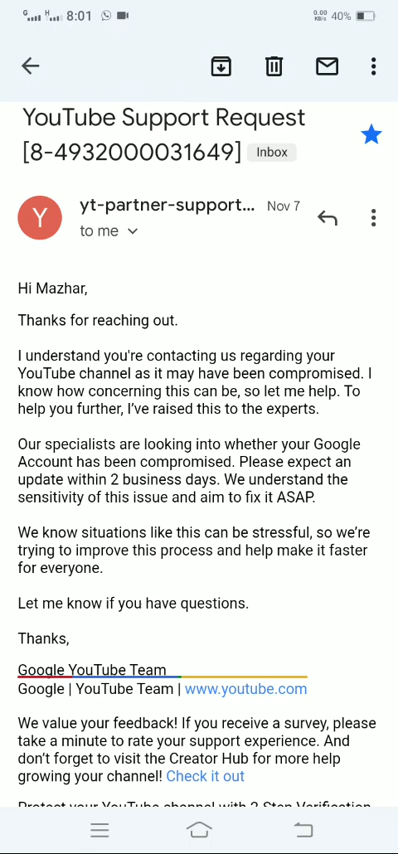 G H 8:01 0.00 KB/s 40%
YouTube Support Request
[8-4932000031649] Inbox
Y yt-partner-support... Nov 7
to me
Hi Mazhar,
Thanks for reaching out.
I understand you're contacting us regarding your
YouTube channel as it may have been compromised. I
know how concerning this can be, so let me help. To
help you further, I've raised this to the experts.
Our specialists are looking into whether your Google
Account has been compromised. Please expect an
update within 2 business days. We understand the
sensitivity of this issue and aim to fix it ASAP.
We know situations like this can be stressful, so we're
trying to improve this process and help make it faster
for everyone.
Let me know if you have questions.
Thanks,
Google YouTube Team
Google | YouTube Team | www.youtube.com
We value your feedback! If you receive a survey, please
take a minute to rate your support experience. And
don't forget to visit the Creator Hub for more help
growing your channel! Check it out
Protect your YouTube channel with 2-Step Verification